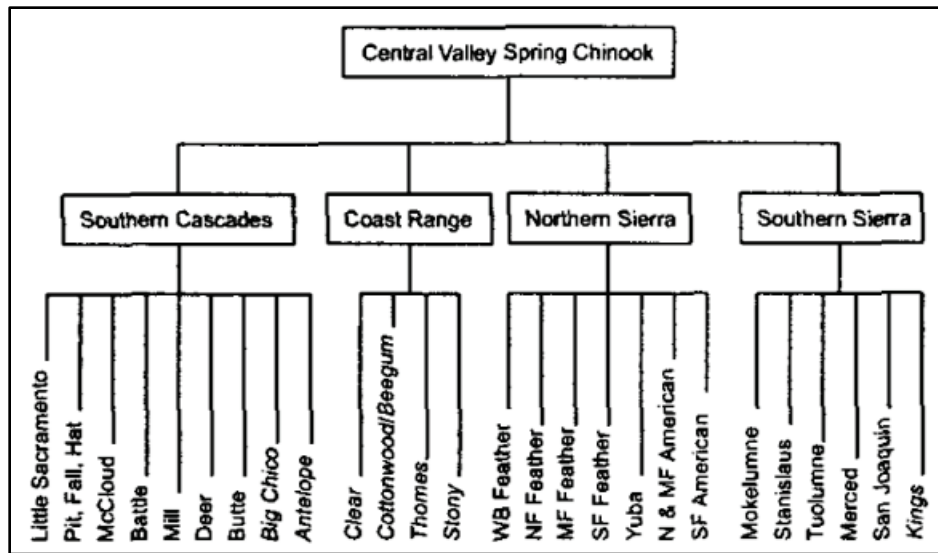 Central Valley Spring Chinook
Southern Cascades
Coast Range
Northern Sierra
Southern Sierra
Little Sacramento
Pit, Fall, Hat
McCloud
Battle
Mill
Deer
Butte
Big Chico
Antelope
Clear
Cottonwood/Beegum
Thomes
Stony
WB Feather
NF Feather
MF Feather
SF Feather
Yuba
N & MF American
SF American
Mokelumne
Stanislaus
Tuolumne
Merced
San Joaquin
Kings